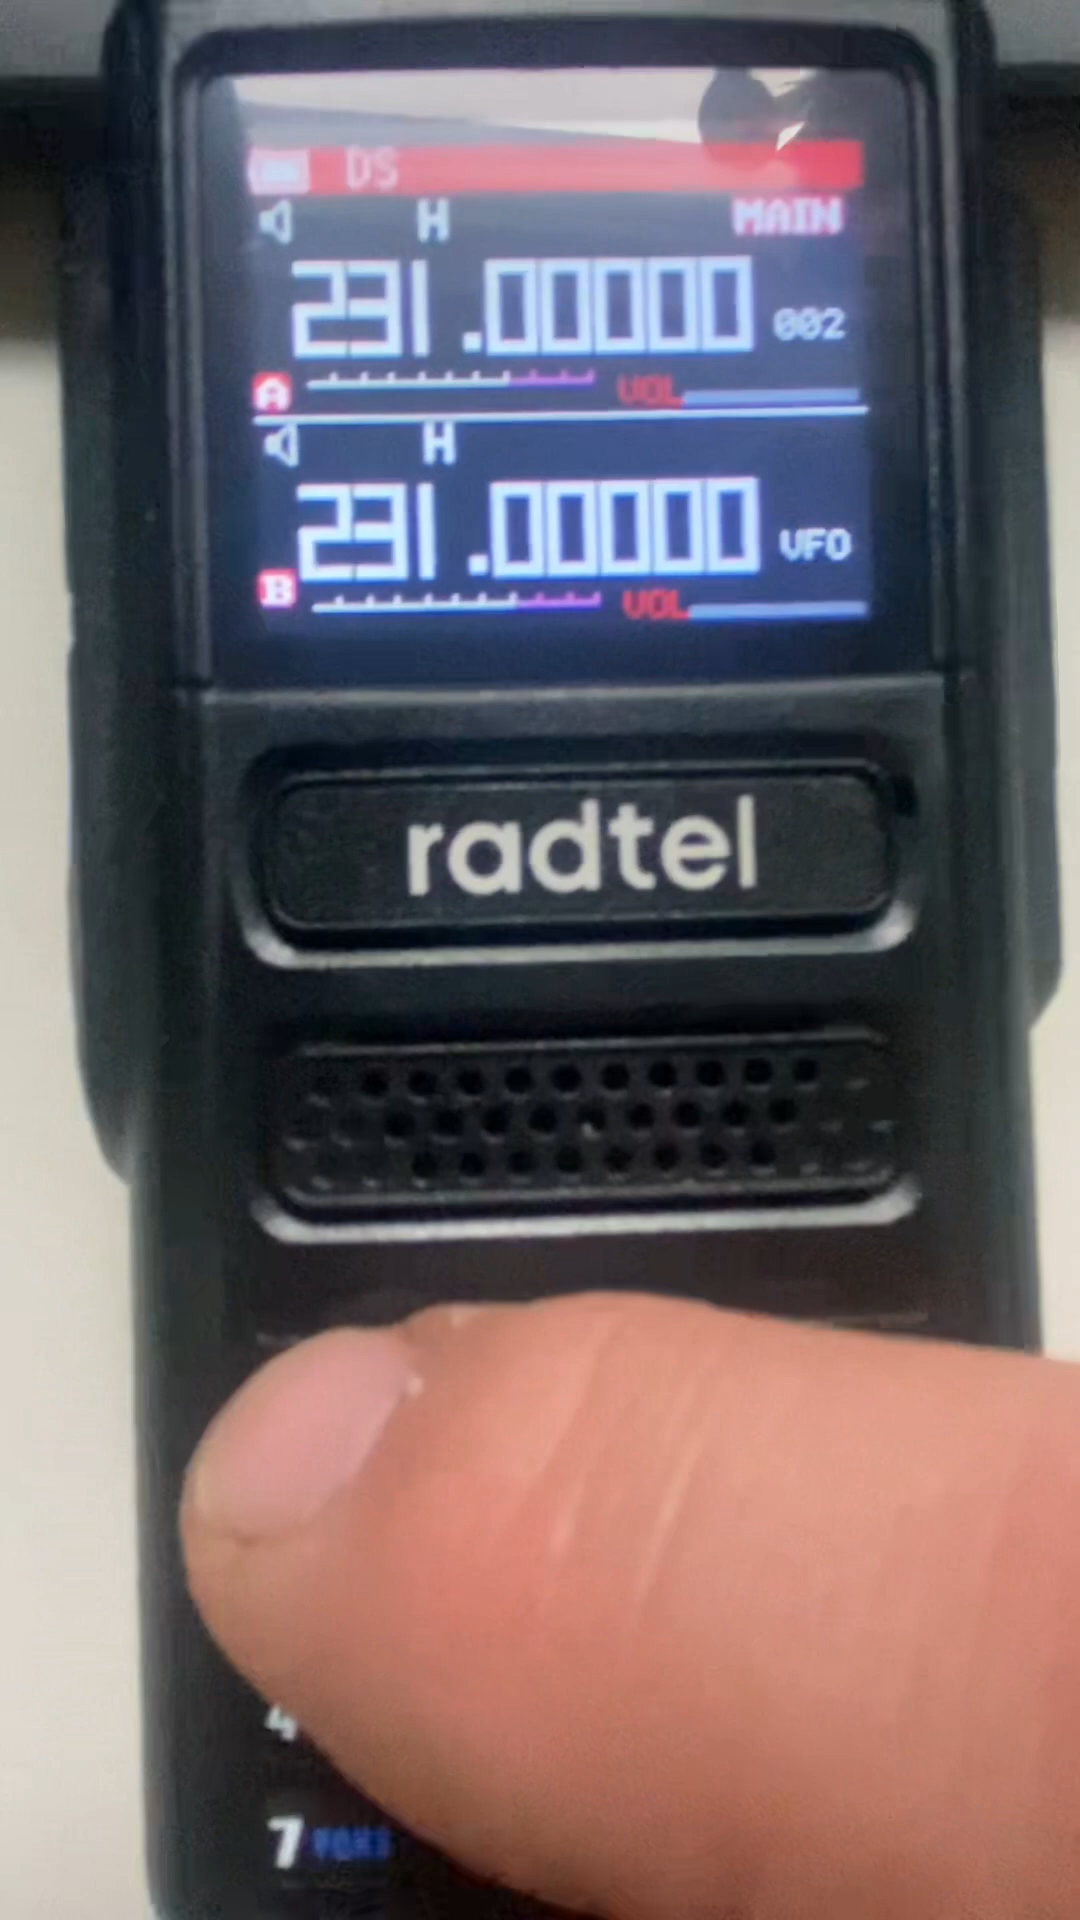 DS
H MAIN
231.00000 002
A VOL
H
231.00000 VFO
B VOL
radtel
4
7